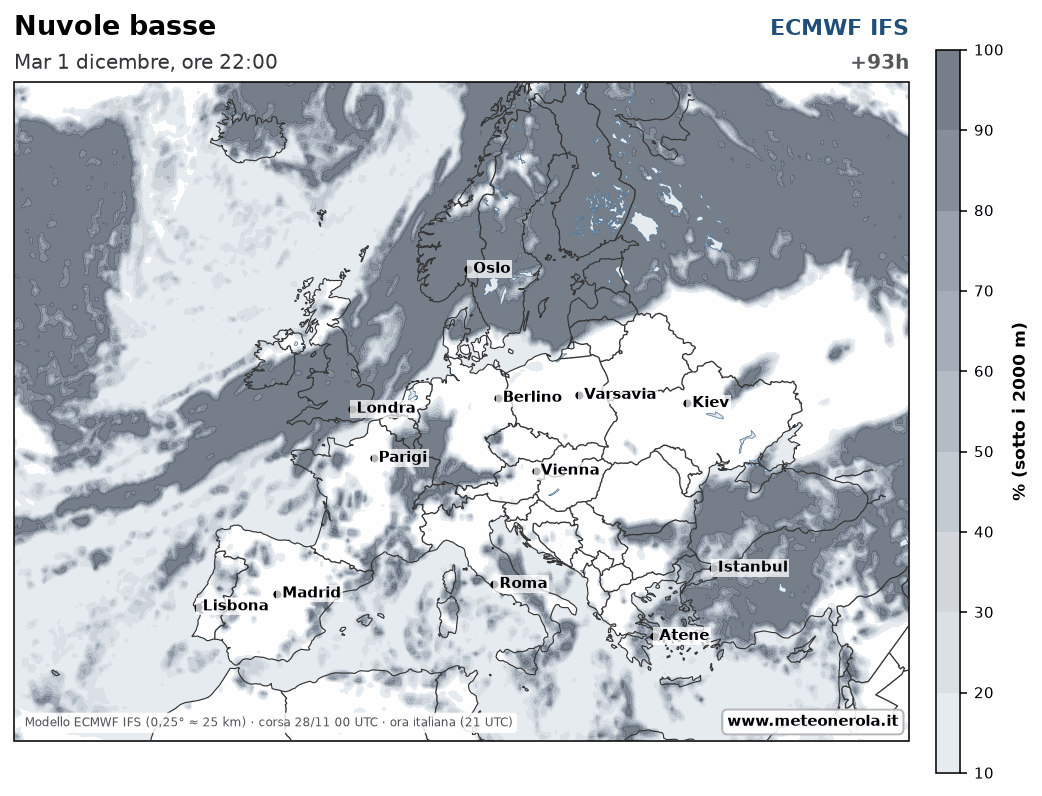 Nuvole basse
ECMWF IFS
Mar 1 dicembre, ore 22:00
+93h
Oslo
Londra
Berlino
Varsavia
Kiev
Parigi
Vienna
Istanbul
Roma
Madrid
Lisbona
Atene
Modello ECMWF IFS (0,25° ≈ 25 km) · corsa 28/11 00 UTC · ora italiana (21 UTC)
www.meteonerola.it
100
90
80
70
60
50
40
30
20
10
% (sotto i 2000 m)